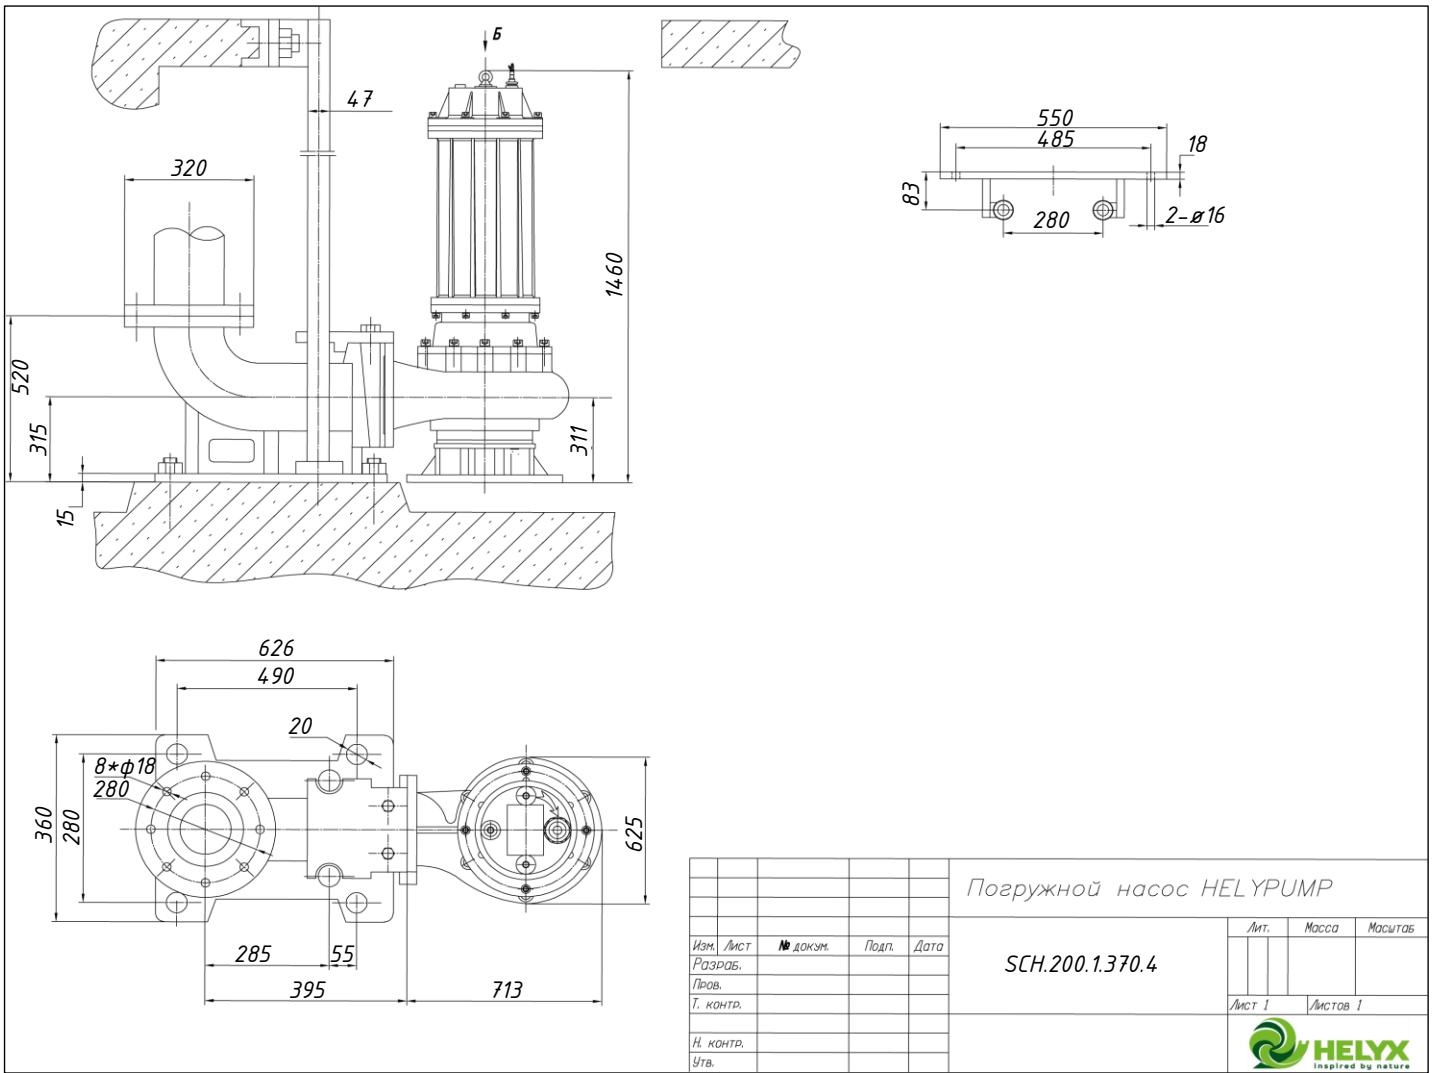 Б
47
320
1460
520
315
311
15
550
485
18
83
280
2-ø16
626
490
20
8*ф18
280
360
280
625
285
55
395
713
Погружной насос HELYPUMP
SCH.200.1.370.4
Лит.
Масса
Масштаб
Изм.
Лист
№ докум.
Подп.
Дата
Разраб.
Пров.
Т. контр.
Лист 1
Листов 1
Н. контр.
Утв.
HELYX
Inspired by nature